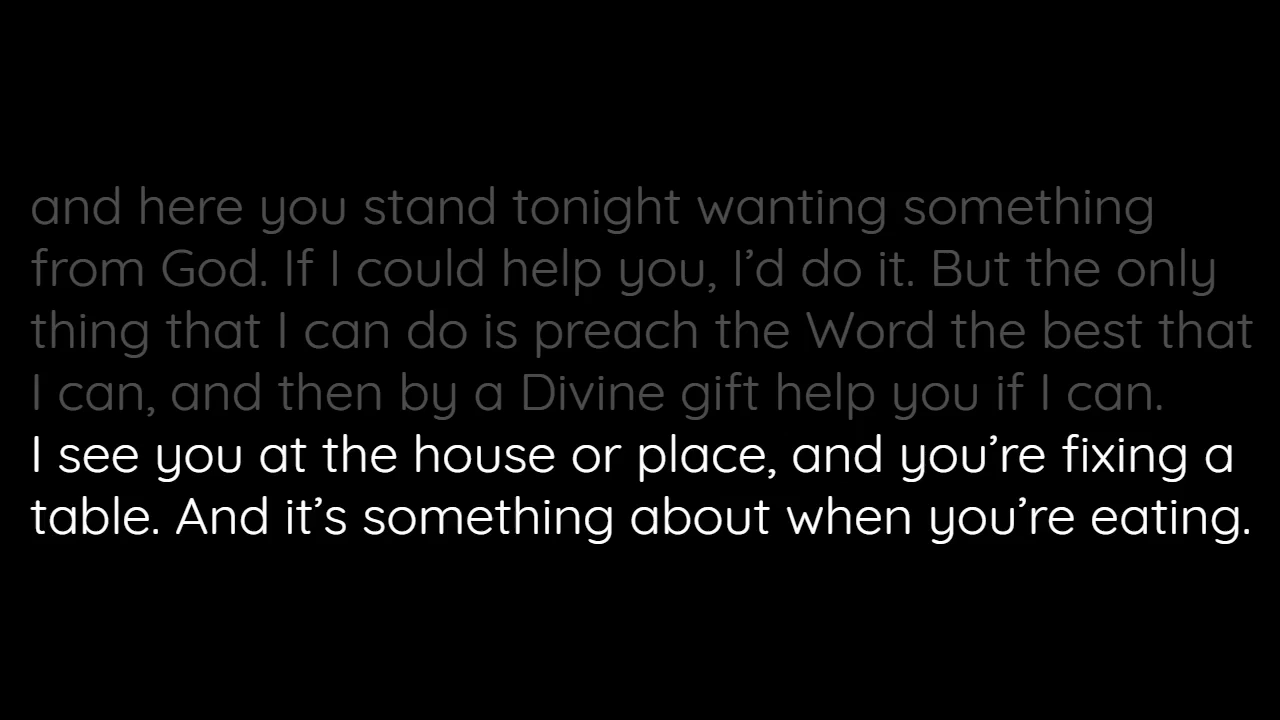 and here you stand tonight wanting something
from God. If I could help you, I’d do it. But the only
thing that I can do is preach the Word the best that
I can, and then by a Divine gift help you if I can.
I see you at the house or place, and you’re fixing a
table. And it’s something about when you’re eating.